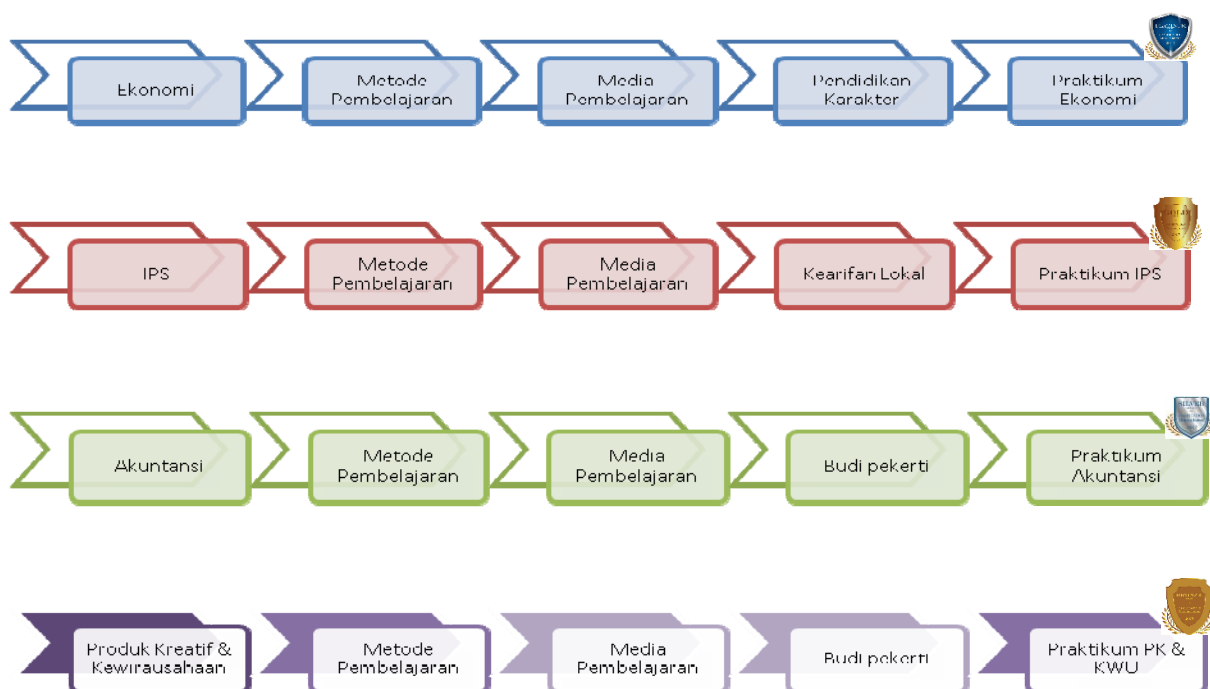 Ekonomi
Metode
Pembelajaran
Media
Pembelajaran
Pendidikan
Karakter
Praktikum
Ekonomi
IPS
Metode
Pembelajaran
Media
Pembelajaran
Kearifan Lokal
Praktikum IPS
Akuntansi
Metode
Pembelajaran
Media
Pembelajaran
Budi pekerti
Praktikum
Akuntansi
Produk Kreatif &
Kewirausahaan
Metode
Pembelajaran
Media
Pembelajaran
Budi pekerti
Praktikum PK &
KWU